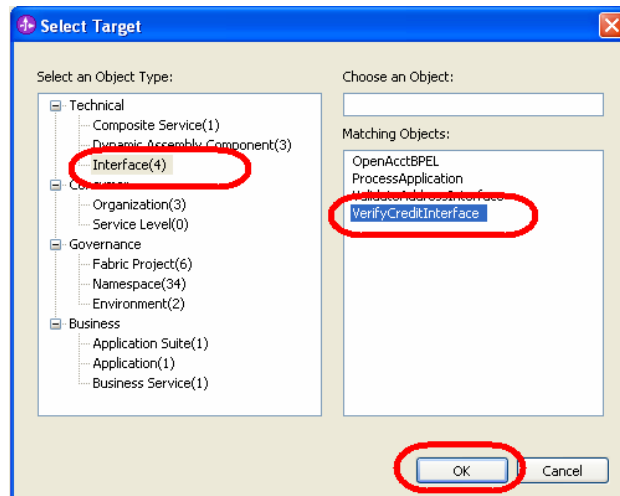 Select Target
Select an Object Type:
Technical
Composite Service(1)
Dynamic Assembly Component(3)
Interface(4)
Consumer
Organization(3)
Service Level(0)
Governance
Fabric Project(6)
Namespace(34)
Environment(2)
Business
Application Suite(1)
Application(1)
Business Service(1)
Choose an Object:
Matching Objects:
OpenAcctBPEL
ProcessApplication
ValidateAddressInterface
VerifyCreditInterface
OK
Cancel